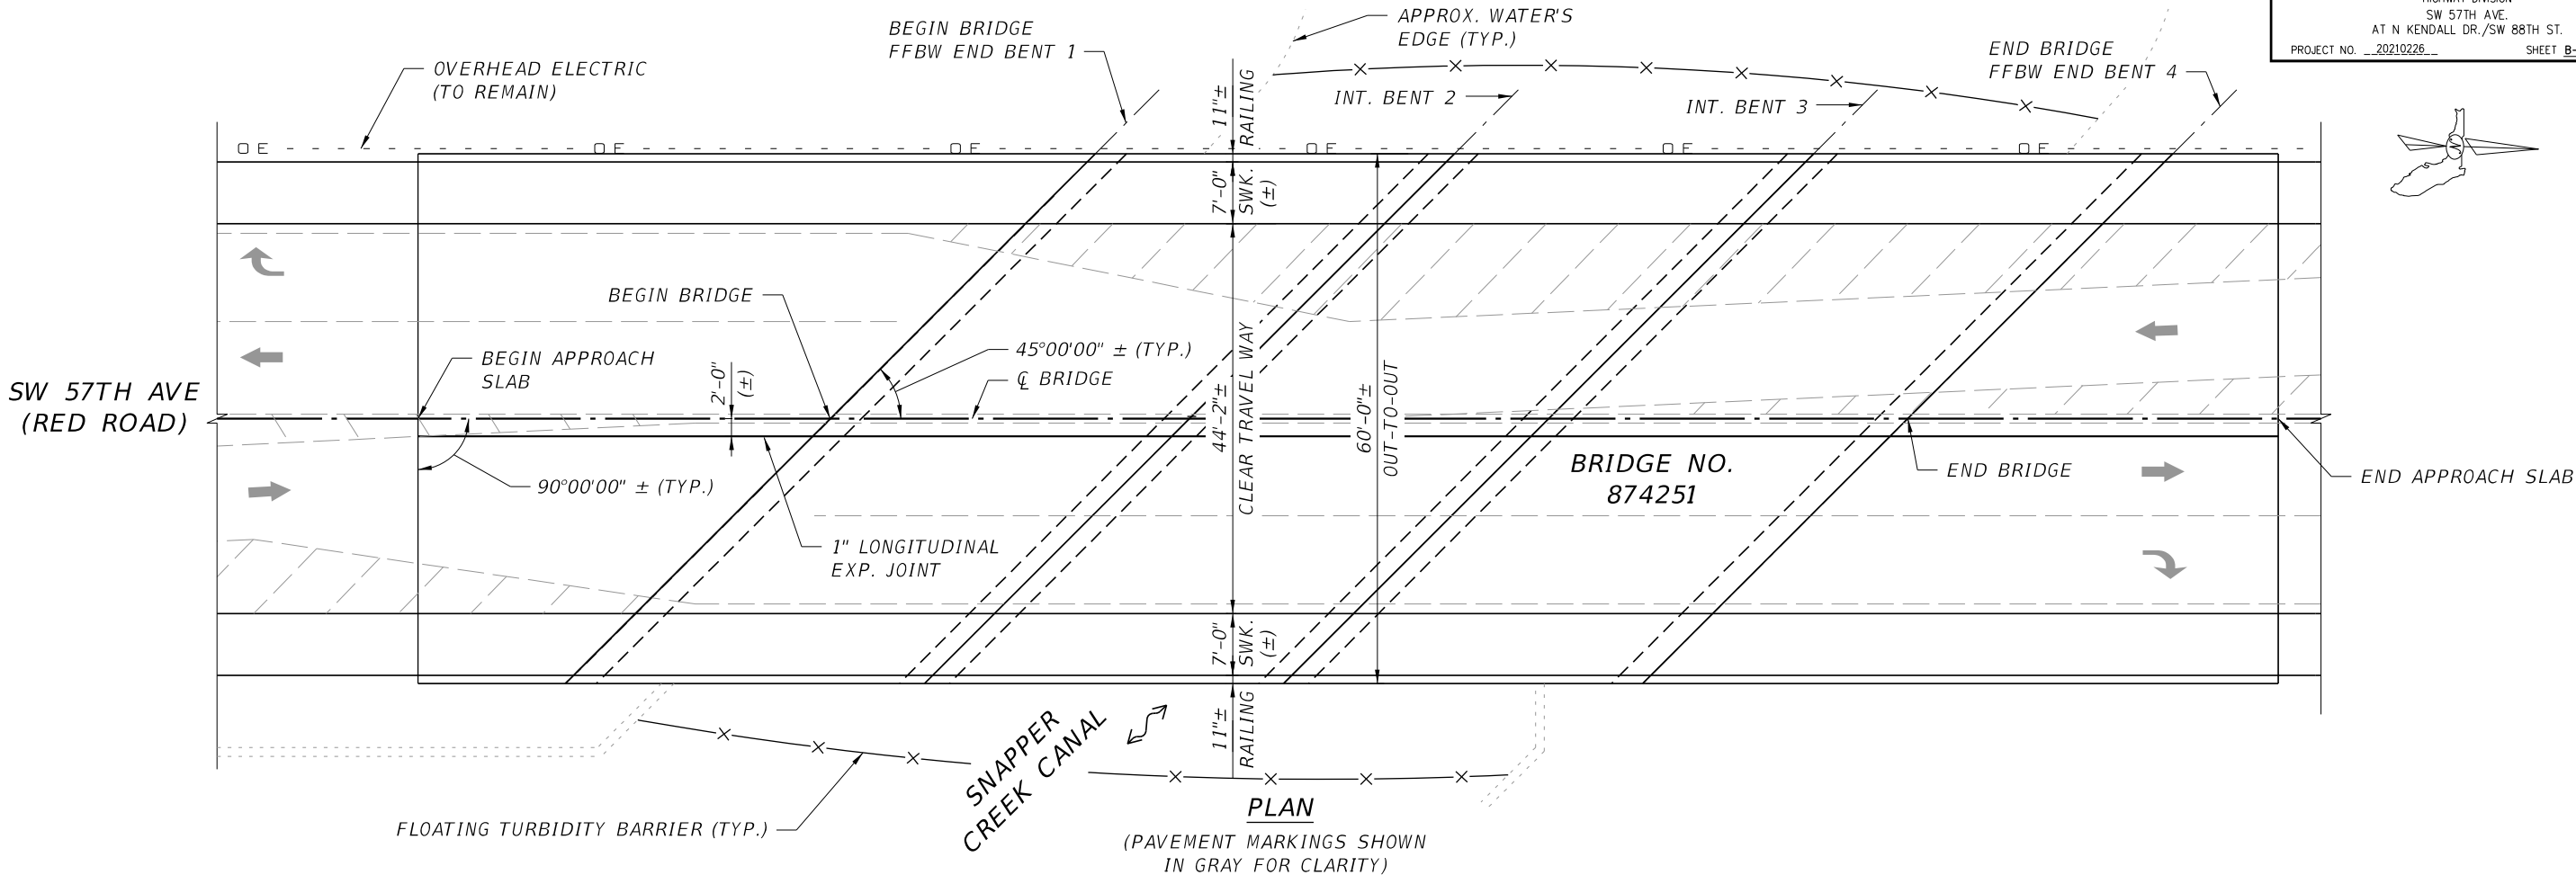 HIGHWAY DIVISION
SW 57TH AVE.
AT N KENDALL DR./SW 88TH ST.
PROJECT NO. 20210226
SHEET B-
APPROX. WATER'S
EDGE (TYP.)
BEGIN BRIDGE
FFBW END BENT 1
END BRIDGE
FFBW END BENT 4
OVERHEAD ELECTRIC
(TO REMAIN)
11"±
RAILING
INT. BENT 2
INT. BENT 3
OE OE OE OE OE OE
7'-0"
SWK.
(±)
N
BEGIN BRIDGE
BEGIN APPROACH
SLAB
2'-0"
(±)
45°00'00" ± (TYP.)
℄ BRIDGE
44'-2"±
CLEAR TRAVEL WAY
60'-0"±
OUT-TO-OUT
SW 57TH AVE
(RED ROAD)
90°00'00" ± (TYP.)
BRIDGE NO.
874251
END BRIDGE
END APPROACH SLAB
1" LONGITUDINAL
EXP. JOINT
7'-0"
SWK.
(±)
11"±
RAILING
SNAPPER
CREEK CANAL
FLOATING TURBIDITY BARRIER (TYP.)
PLAN
(PAVEMENT MARKINGS SHOWN
IN GRAY FOR CLARITY)